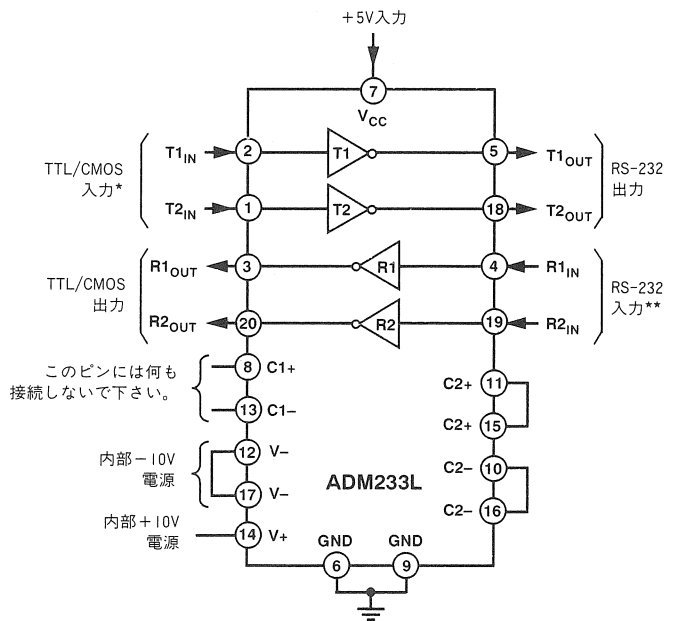 +5V入力
7
VCC
TTL/CMOS
入力*
T1IN
2
T1
5
T1OUT
RS-232
出力
T2IN
1
T2
18
T2OUT
TTL/CMOS
出力
R1OUT
3
R1
4
R1IN
RS-232
入力**
R2OUT
20
R2
19
R2IN
このピンには何も
接続しないで下さい。
8 C1+
13 C1−
C2+ 11
C2+ 15
内部−10V
電源
12 V−
17 V−
C2− 10
C2− 16
ADM233L
内部+10V
電源
14 V+
GND GND
6 9